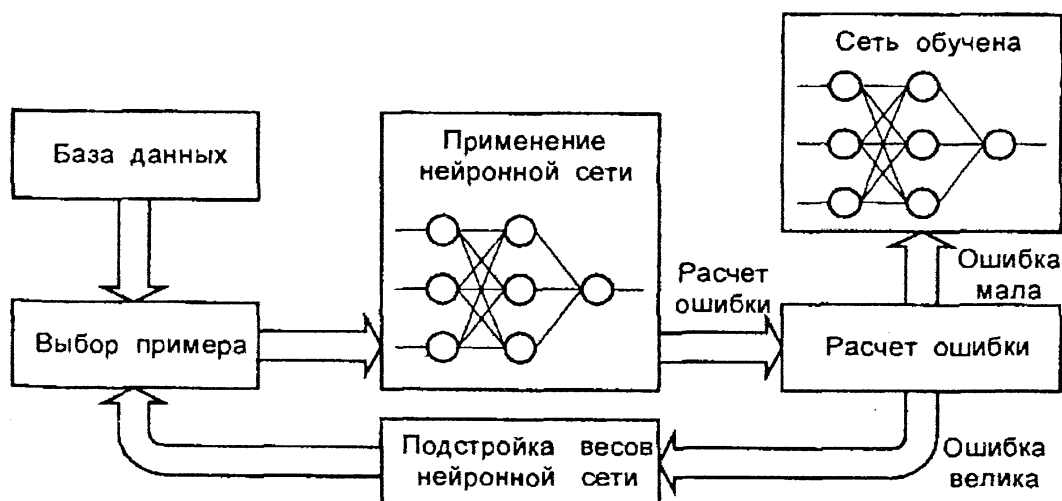 Сеть обучена
База данных
Применение
нейронной сети
Расчет
ошибки
Ошибка
мала
Выбор примера
Расчет ошибки
Подстройка весов
нейронной сети
Ошибка
велика